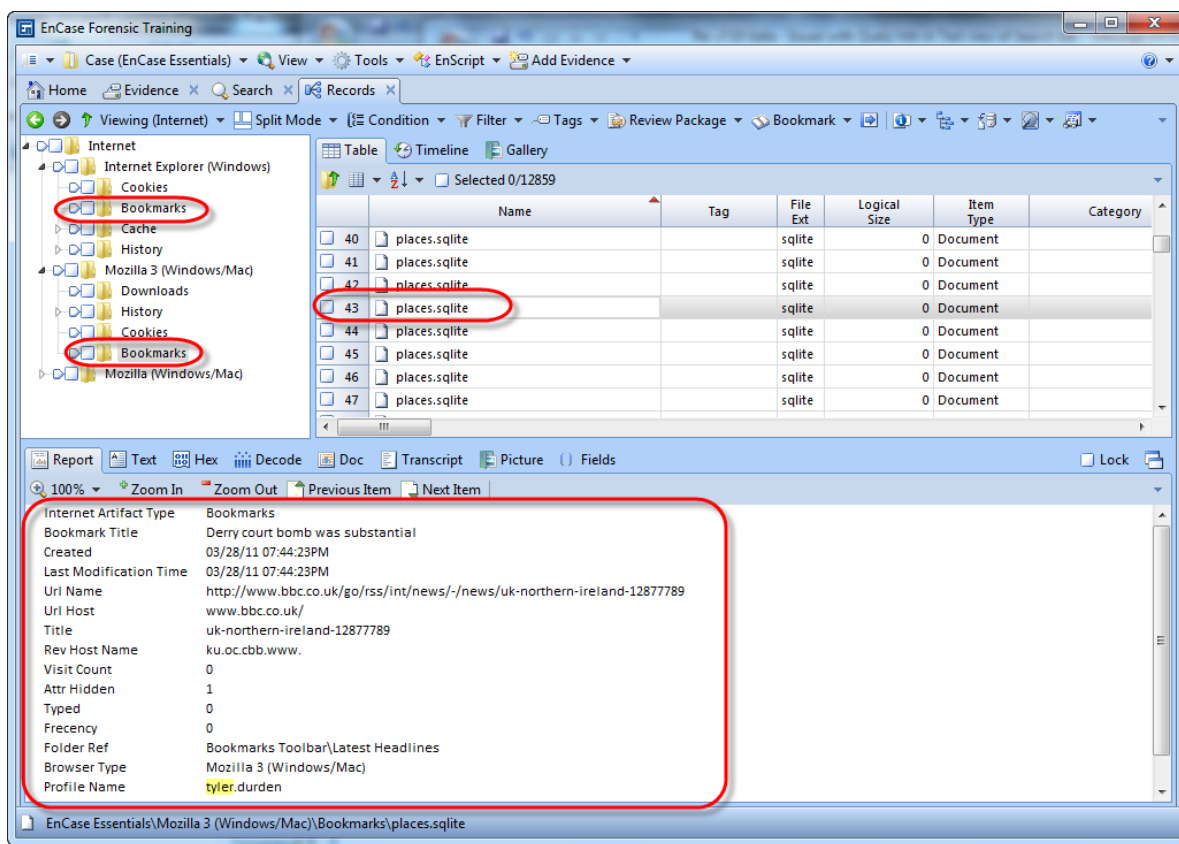 EnCase Forensic Training
Case (EnCase Essentials) View Tools EnScript Add Evidence
Home Evidence Search Records
Viewing (Internet) Split Mode Condition Filter Tags Review Package Bookmark
Internet
Internet Explorer (Windows)
Cookies
Bookmarks
Cache
History
Mozilla 3 (Windows/Mac)
Downloads
History
Cookies
Bookmarks
Mozilla (Windows/Mac)
Table Timeline Gallery
Selected 0/12859
Name Tag File Ext Logical Size Item Type Category
40 places.sqlite sqlite 0 Document
41 places.sqlite sqlite 0 Document
42 places.sqlite sqlite 0 Document
43 places.sqlite sqlite 0 Document
44 places.sqlite sqlite 0 Document
45 places.sqlite sqlite 0 Document
46 places.sqlite sqlite 0 Document
47 places.sqlite sqlite 0 Document
Report Text Hex Decode Doc Transcript Picture Fields Lock
100% Zoom In Zoom Out Previous Item Next Item
Internet Artifact Type Bookmarks
Bookmark Title Derry court bomb was substantial
Created 03/28/11 07:44:23PM
Last Modification Time 03/28/11 07:44:23PM
Url Name http://www.bbc.co.uk/go/rss/int/news/-/news/uk-northern-ireland-12877789
Url Host www.bbc.co.uk/
Title uk-northern-ireland-12877789
Rev Host Name ku.oc.cbb.www.
Visit Count 0
Attr Hidden 1
Typed 0
Frecency 0
Folder Ref Bookmarks Toolbar\Latest Headlines
Browser Type Mozilla 3 (Windows/Mac)
Profile Name tyler.durden
EnCase Essentials\Mozilla 3 (Windows/Mac)\Bookmarks\places.sqlite